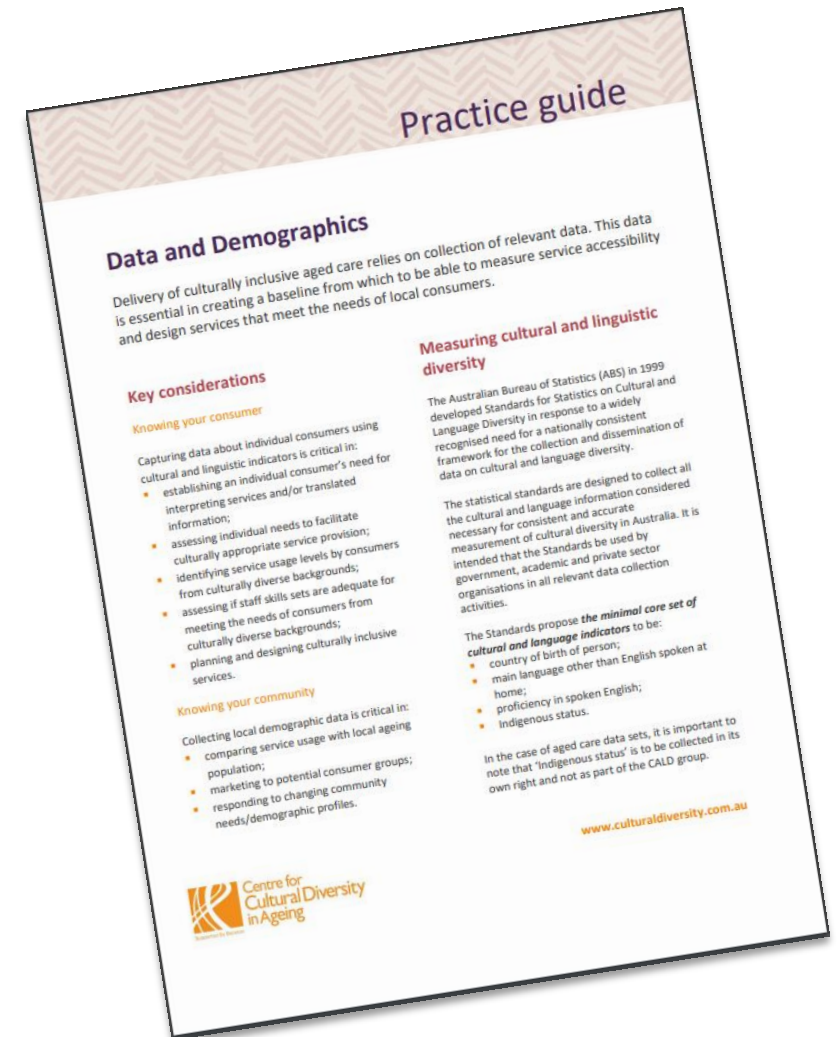 Practice guide
Data and Demographics
Delivery of culturally inclusive aged care relies on collection of relevant data. This data
is essential in creating a baseline from which to be able to measure service accessibility
and design services that meet the needs of local consumers.
Key considerations
Knowing your consumer
Capturing data about individual consumers using
cultural and linguistic indicators is critical in:
▪ establishing an individual consumer's need for
interpreting services and/or translated
information;
▪ assessing individual needs to facilitate
culturally appropriate service provision;
▪ identifying service usage levels by consumers
from culturally diverse backgrounds;
▪ assessing if staff skills sets are adequate for
meeting the needs of consumers from
culturally diverse backgrounds;
▪ planning and designing culturally inclusive
services.
Knowing your community
Collecting local demographic data is critical in:
▪ comparing service usage with local ageing
population;
▪ marketing to potential consumer groups;
▪ responding to changing community
needs/demographic profiles.
Measuring cultural and linguistic
diversity
The Australian Bureau of Statistics (ABS) in 1999
developed Standards for Statistics on Cultural and
Language Diversity in response to a widely
recognised need for a nationally consistent
framework for the collection and dissemination of
data on cultural and language diversity.
The statistical standards are designed to collect all
the cultural and language information considered
necessary for consistent and accurate
measurement of cultural diversity in Australia. It is
intended that the Standards be used by
government, academic and private sector
organisations in all relevant data collection
activities.
The Standards propose the minimal core set of
cultural and language indicators to be:
▪ country of birth of person;
▪ main language other than English spoken at
home;
▪ proficiency in spoken English;
▪ Indigenous status.
In the case of aged care data sets, it is important to
note that 'Indigenous status' is to be collected in its
own right and not as part of the CALD group.
www.culturaldiversity.com.au
Centre for
Cultural Diversity
in Ageing